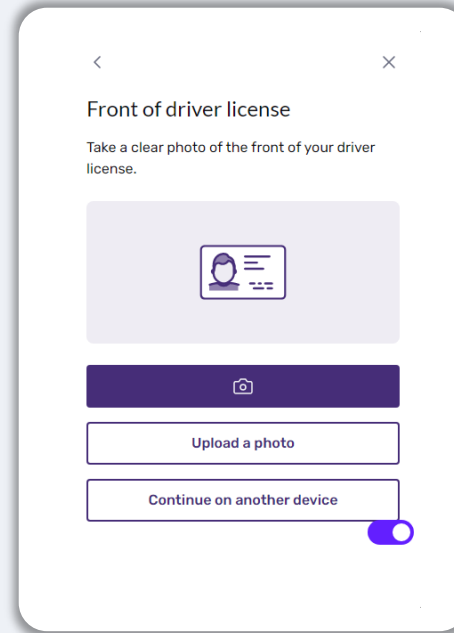 Front of driver license
Take a clear photo of the front of your driver
license.
Upload a photo
Continue on another device